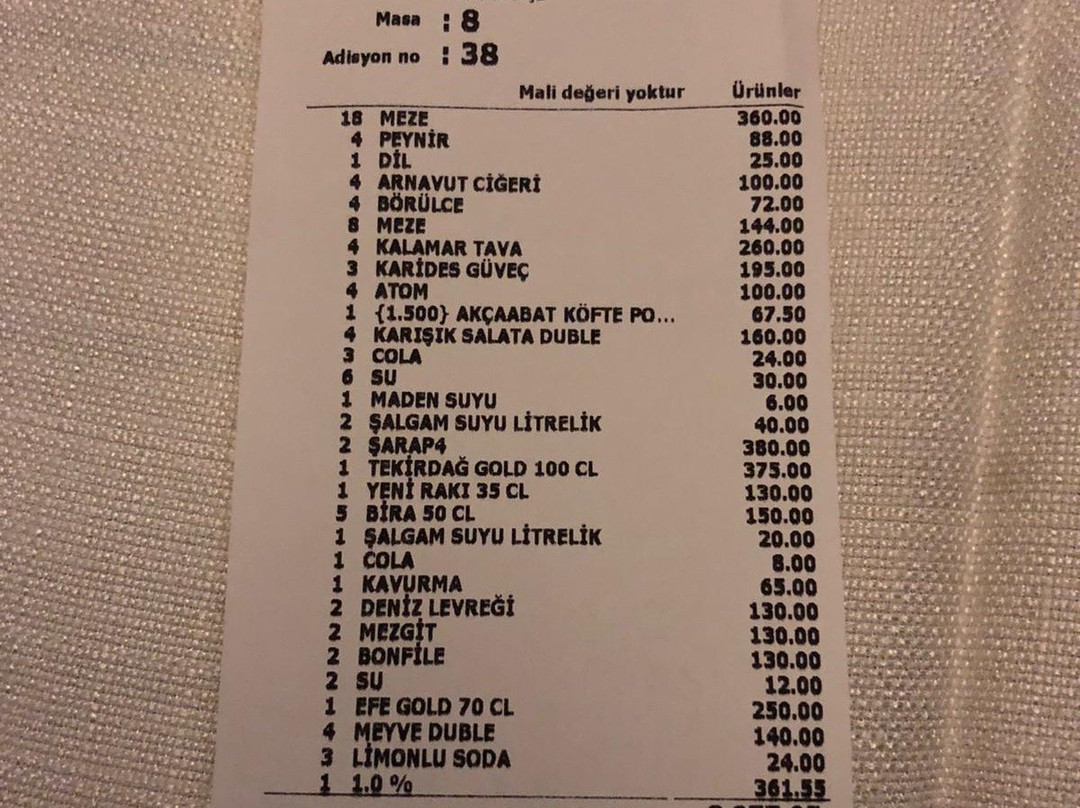 Masa : 8
Adisyon no : 38
Mali değeri yoktur Ürünler
18 MEZE 360.00
4 PEYNİR 88.00
1 DİL 25.00
4 ARNAVUT CİĞERİ 100.00
4 BÖRÜLCE 72.00
8 MEZE 144.00
4 KALAMAR TAVA 260.00
3 KARİDES GÜVEÇ 195.00
4 ATOM 100.00
1 {1.500} AKÇAABAT KÖFTE PO... 67.50
4 KARIŞIK SALATA DUBLE 160.00
3 COLA 24.00
6 SU 30.00
1 MADEN SUYU 6.00
2 ŞALGAM SUYU LİTRELİK 40.00
2 ŞARAP4 380.00
1 TEKİRDAĞ GOLD 100 CL 375.00
1 YENİ RAKI 35 CL 130.00
5 BİRA 50 CL 150.00
1 ŞALGAM SUYU LİTRELİK 20.00
1 COLA 8.00
1 KAVURMA 65.00
2 DENİZ LEVREĞİ 130.00
2 MEZGİT 130.00
2 BONFİLE 130.00
2 SU 12.00
1 EFE GOLD 70 CL 250.00
4 MEYVE DUBLE 140.00
3 LİMONLU SODA 24.00
1 1.0 % 361.55